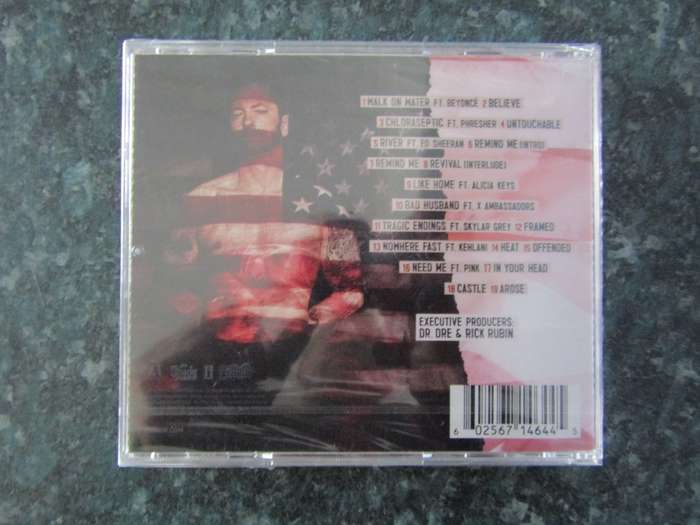 1 WALK ON WATER FT. BEYONCÉ 2 BELIEVE
3 CHLORASEPTIC FT. PHRESHER 4 UNTOUCHABLE
5 RIVER FT. ED SHEERAN 6 REMIND ME (INTRO)
7 REMIND ME 8 REVIVAL (INTERLUDE)
9 LIKE HOME FT. ALICIA KEYS
10 BAD HUSBAND FT. X AMBASSADORS
11 TRAGIC ENDINGS FT. SKYLAR GREY 12 FRAMED
13 NOWHERE FAST FT. KEHLANI 14 HEAT 15 OFFENDED
16 NEED ME FT. PINK 17 IN YOUR HEAD
18 CASTLE 19 AROSE
EXECUTIVE PRODUCERS:
DR DRE & RICK RUBIN
6 02567 14644 5